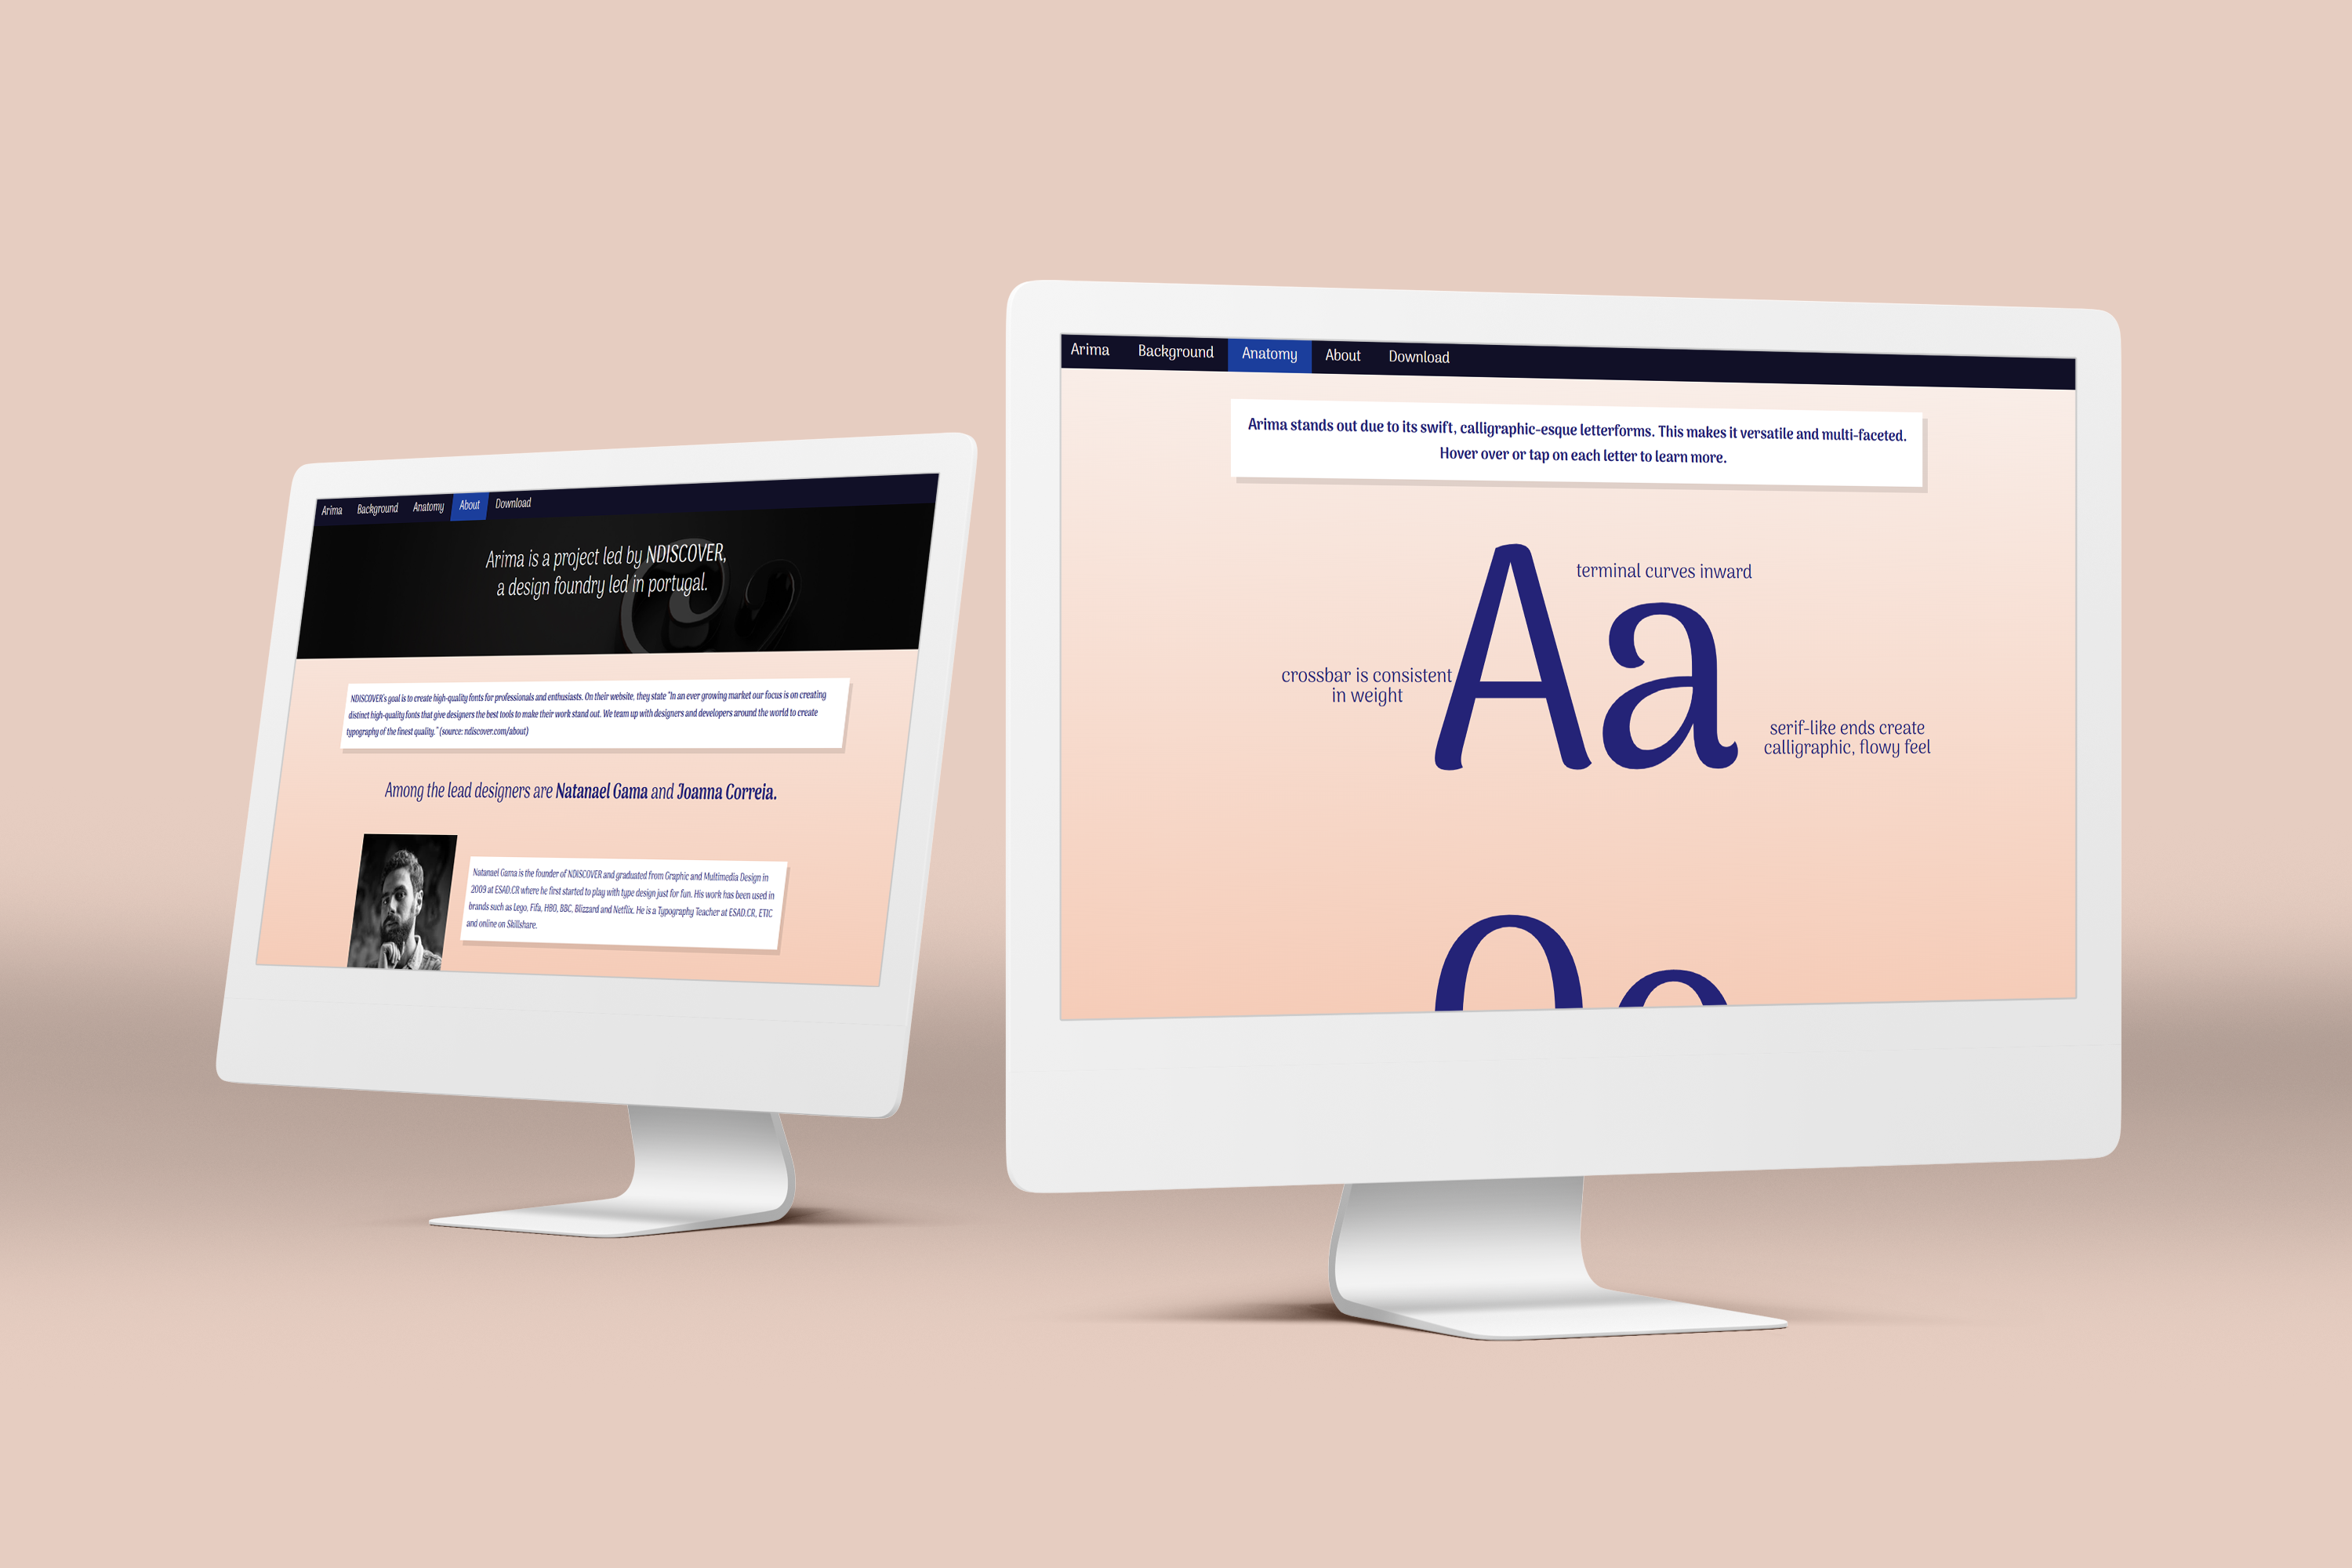 Arima Background Anatomy About Download
Arima is a project led by NDISCOVER,
a design foundry led in portugal.
NDISCOVER's goal is to create high-quality fonts for professionals and enthusiasts. On their website, they state "In an ever growing market our focus is on creating
distinct high-quality fonts that give designers the best tools to make their work stand out. We team up with designers and developers around the world to create
typography of the finest quality." (source: ndiscover.com/about)
Among the lead designers are Natanael Gama and Joanna Correia.
Natanael Gama is the founder of NDISCOVER and graduated from Graphic and Multimedia Design in
2009 at ESAD.CR where he first started to play with type design just for fun. His work has been used in
brands such as Lego, Fifa, HBO, BBC, Blizzard and Netflix. He is a Typography Teacher at ESAD.CR, ETIC
and online on Skillshare.
Arima Background Anatomy About Download
Arima stands out due to its swift, calligraphic-esque letterforms. This makes it versatile and multi-faceted.
Hover over or tap on each letter to learn more.
terminal curves inward
Aa
crossbar is consistent
in weight
serif-like ends create
calligraphic, flowy feel